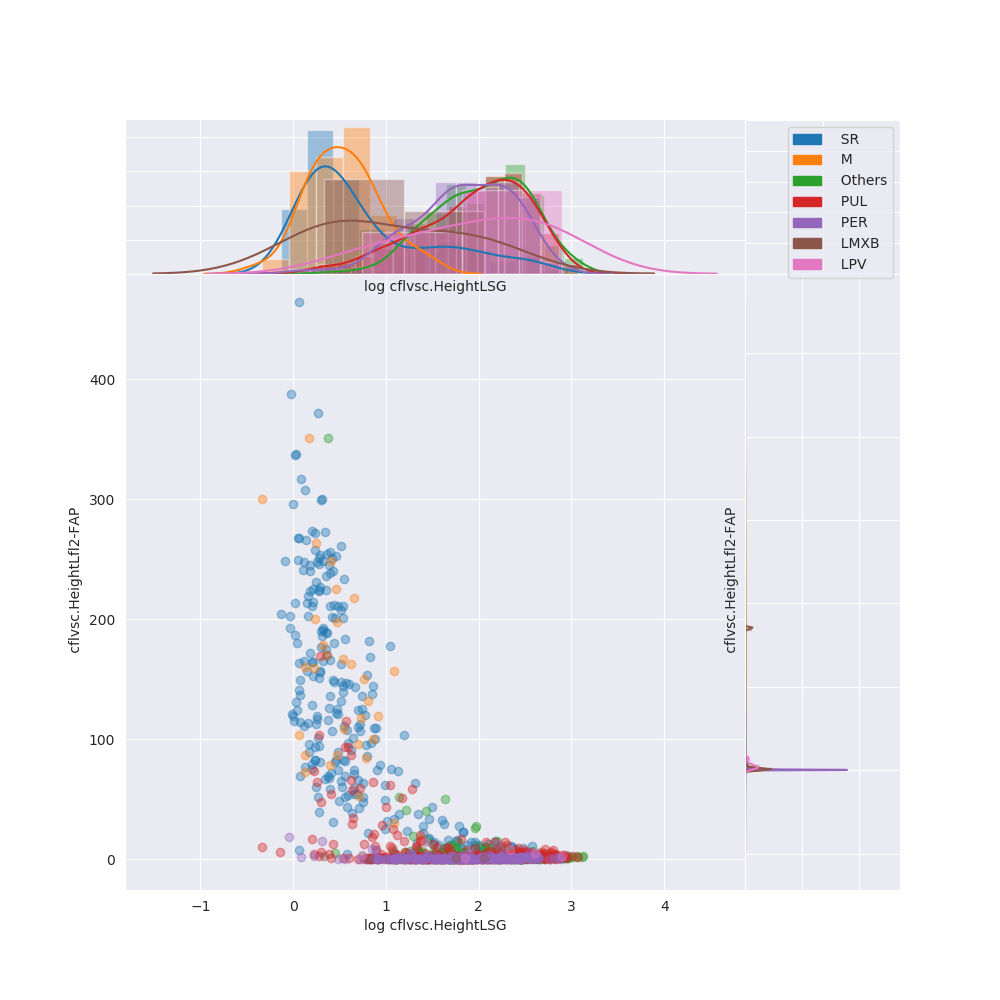 SR
M
Others
PUL
PER
LMXB
LPV
log cflvsc.HeightLSG
400
300
200
100
0
cflvsc.HeightLfl2-FAP
cflvsc.HeightLfl2-FAP
−1 0 1 2 3 4
log cflvsc.HeightLSG